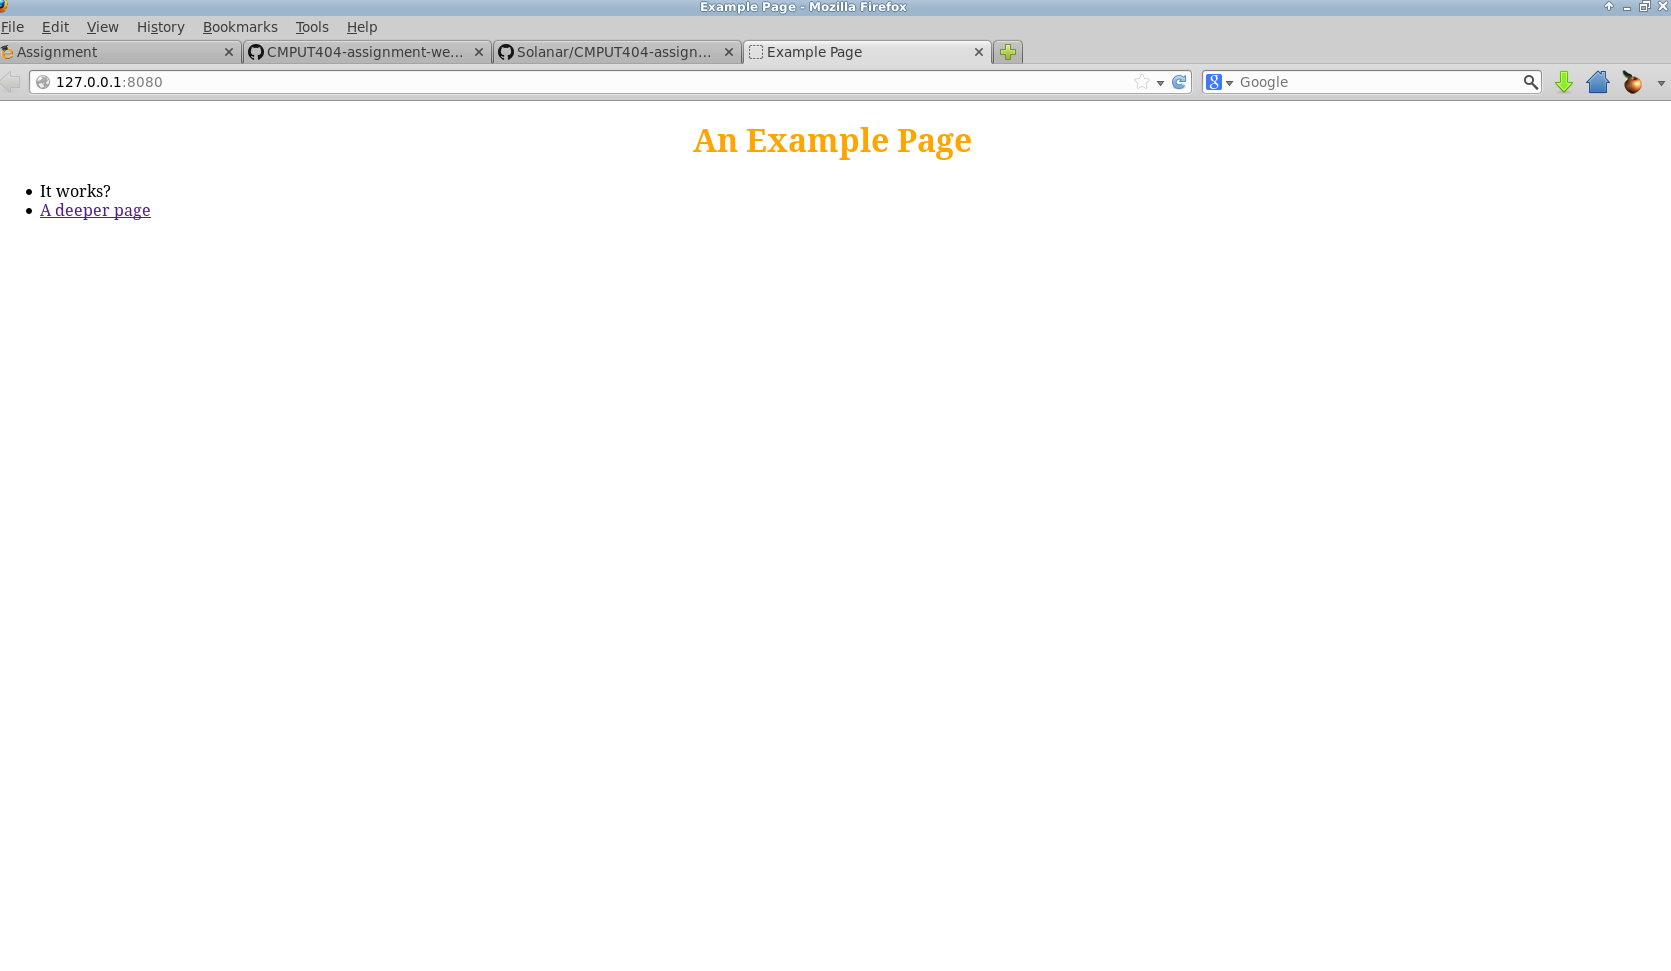 Example Page - Mozilla Firefox
File Edit View History Bookmarks Tools Help
Assignment CMPUT404-assignment-we... Solanar/CMPUT404-assign... Example Page
127.0.0.1:8080 8 Google
An Example Page
It works?
A deeper page